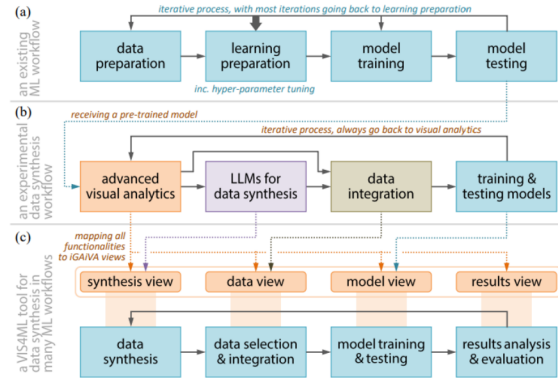 (a)
an existing
ML workflow
iterative process, with most iterations going back to learning preparation
data
preparation
learning
preparation
model
training
model
testing
inc. hyper-parameter tuning
(b)
an experimental
data synthesis
workflow
receiving a pre-trained model
iterative process, always go back to visual analytics
advanced
visual analytics
LLMs for
data synthesis
data
integration
training &
testing models
(c)
a VIS4ML tool for
data synthesis in
many ML workflows
mapping all
functionalities
to iGAiVA views
synthesis view
data view
model view
results view
data
synthesis
data selection
& integration
model training
& testing
results analysis
& evaluation